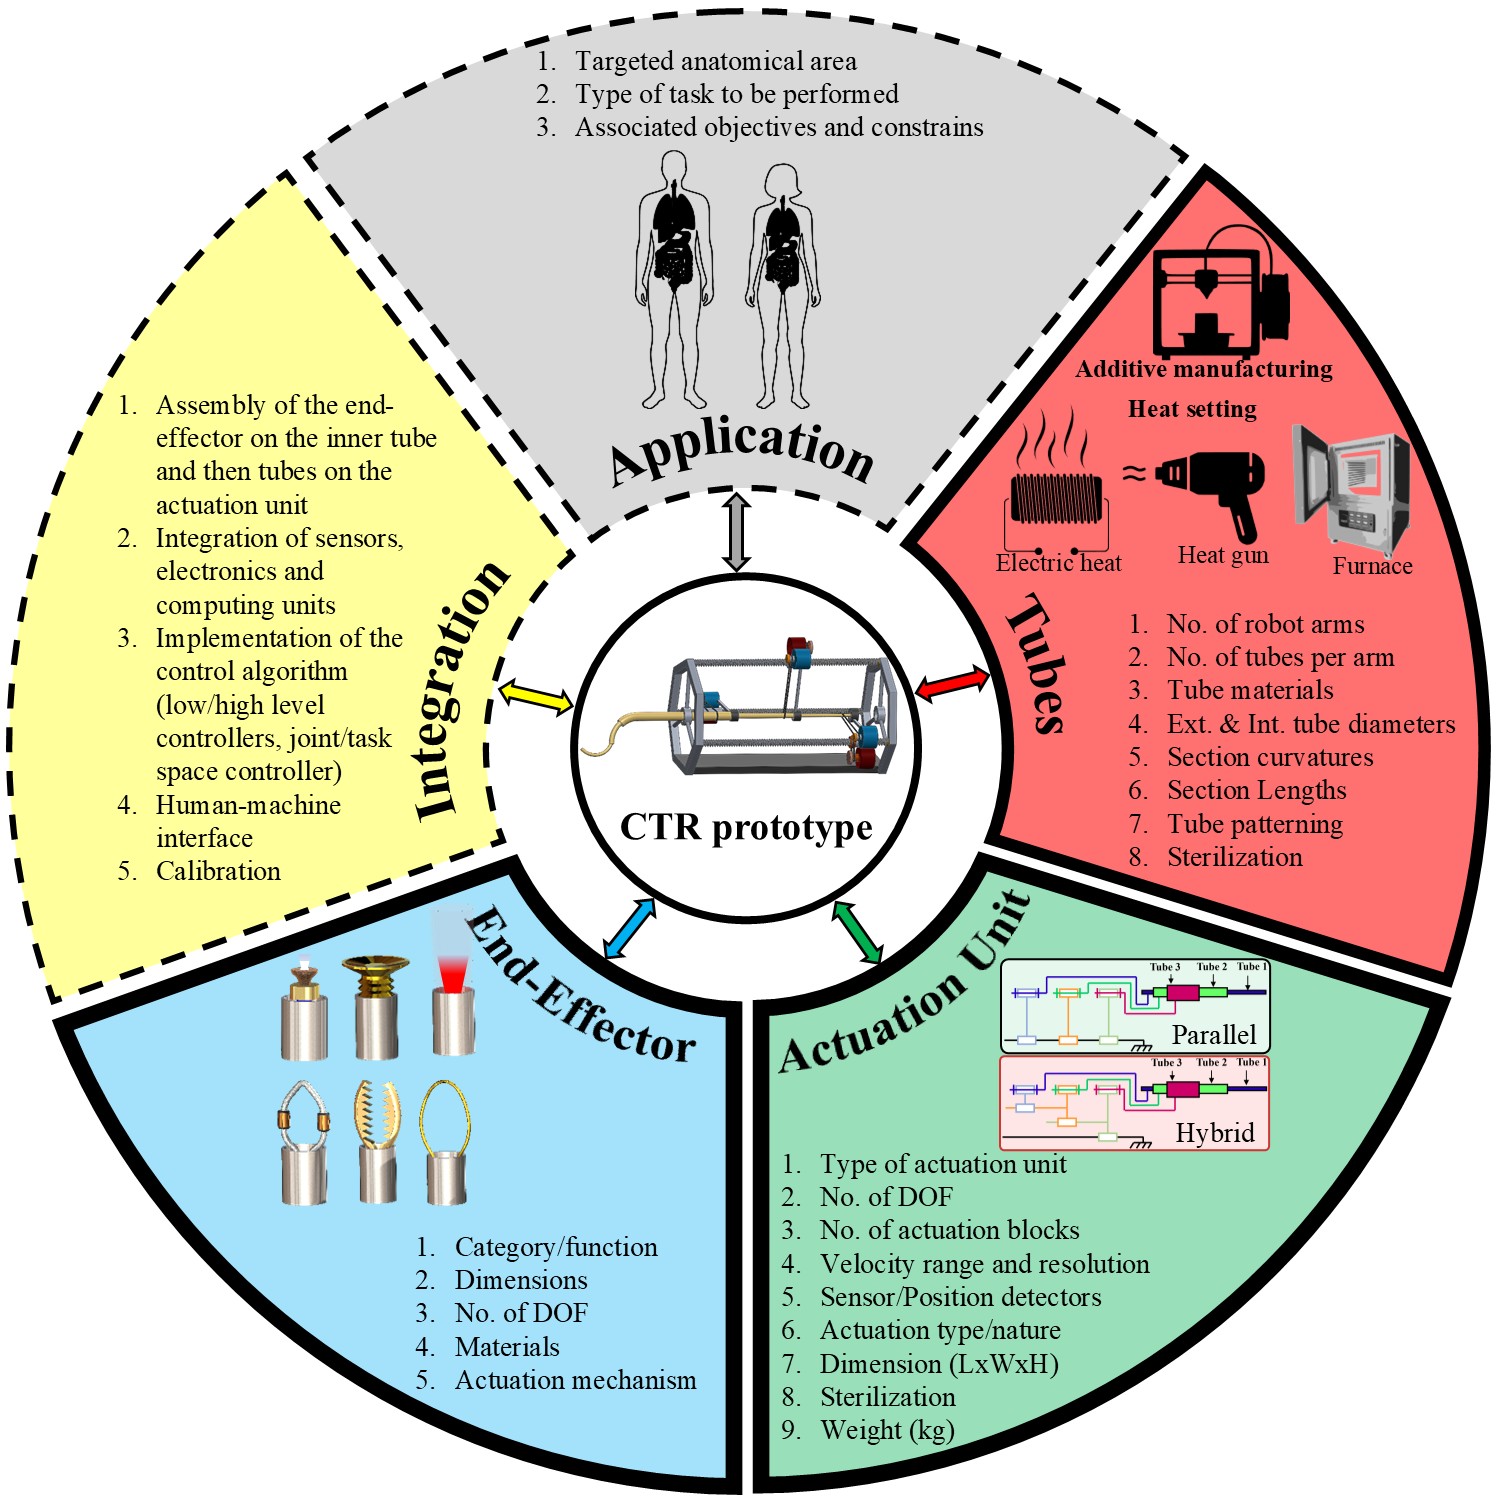 1. Targeted anatomical area
2. Type of task to be performed
3. Associated objectives and constrains
Application
Additive manufacturing
Heat setting
Electric heat
Heat gun
Furnace
Tubes
1. No. of robot arms
2. No. of tubes per arm
3. Tube materials
4. Ext. & Int. tube diameters
5. Section curvatures
6. Section Lengths
7. Tube patterning
8. Sterilization
Actuation Unit
Tube 3 Tube 2 Tube 1
Parallel
Tube 3 Tube 2 Tube 1
Hybrid
1. Type of actuation unit
2. No. of DOF
3. No. of actuation blocks
4. Velocity range and resolution
5. Sensor/Position detectors
6. Actuation type/nature
7. Dimension (LxWxH)
8. Sterilization
9. Weight (kg)
End-Effector
1. Category/function
2. Dimensions
3. No. of DOF
4. Materials
5. Actuation mechanism
Integration
1. Assembly of the end-
effector on the inner tube
and then tubes on the
actuation unit
2. Integration of sensors,
electronics and
computing units
3. Implementation of the
control algorithm
(low/high level
controllers, joint/task
space controller)
4. Human-machine
interface
5. Calibration
CTR prototype